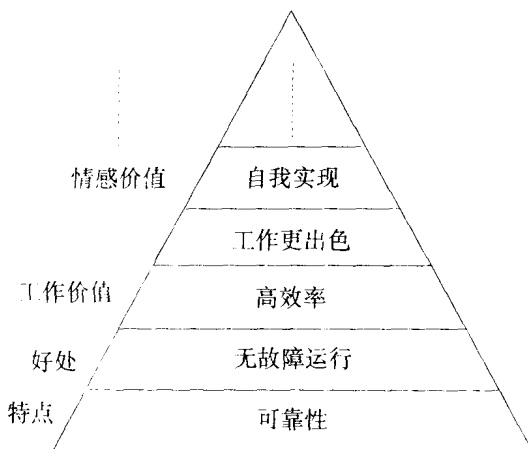 情感价值 自我实现
工作更出色
工作价值 高效率
好处 无故障运行
特点 可靠性